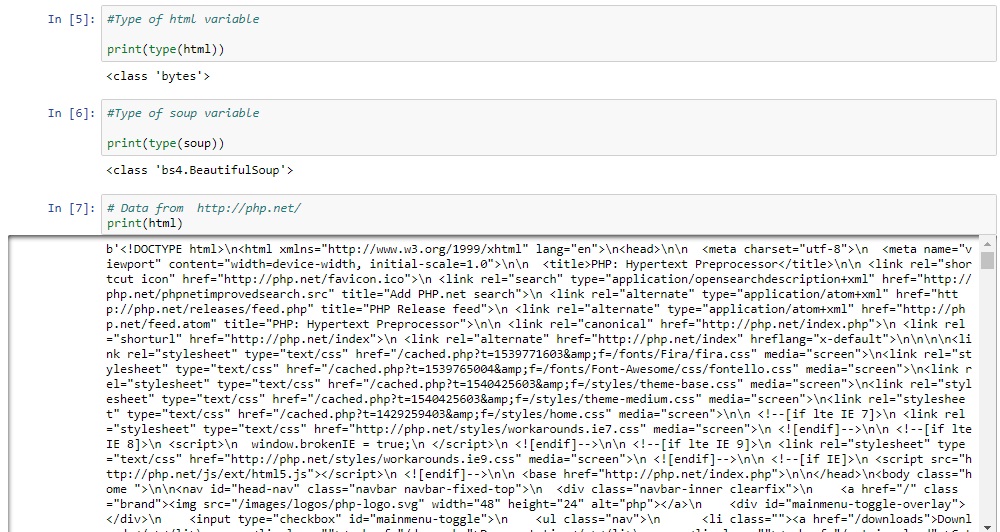 In [5]: #Type of html variable
print(type(html))
<class 'bytes'>
In [6]: #Type of soup variable
print(type(soup))
<class 'bs4.BeautifulSoup'>
In [7]: # Data from  http://php.net/
print(html)
b'<!DOCTYPE html>\n<html xmlns="http://www.w3.org/1999/xhtml" lang="en">\n<head>\n\n  <meta charset="utf-8">\n  <meta name="v
iewport" content="width=device-width, initial-scale=1.0">\n\n  <title>PHP: Hypertext Preprocessor</title>\n\n <link rel="shor
tcut icon" href="http://php.net/favicon.ico">\n <link rel="search" type="application/opensearchdescription+xml" href="http://
php.net/phpnetimprovedsearch.src" title="Add PHP.net search">\n <link rel="alternate" type="application/atom+xml" href="htt
p://php.net/releases/feed.php" title="PHP Release feed">\n <link rel="alternate" type="application/atom+xml" href="http://ph
p.net/feed.atom" title="PHP: Hypertext Preprocessor">\n\n <link rel="canonical" href="http://php.net/index.php">\n <link rel
="shorturl" href="http://php.net/index">\n <link rel="alternate" href="http://php.net/index" hreflang="x-default">\n\n\n\n<li
nk rel="stylesheet" type="text/css" href="/cached.php?t=1539771603&amp;f=/fonts/Fira/fira.css" media="screen">\n<link rel="st
ylesheet" type="text/css" href="/cached.php?t=1539765004&amp;f=/fonts/Font-Awesome/css/fontello.css" media="screen">\n<link r
el="stylesheet" type="text/css" href="/cached.php?t=1540425603&amp;f=/styles/theme-base.css" media="screen">\n<link rel="styl
esheet" type="text/css" href="/cached.php?t=1540425603&amp;f=/styles/theme-medium.css" media="screen">\n<link rel="styleshee
t" type="text/css" href="/cached.php?t=1429259403&amp;f=/styles/home.css" media="screen">\n\n <!--[if lte IE 7]>\n <link rel
="stylesheet" type="text/css" href="http://php.net/styles/workarounds.ie7.css" media="screen">\n <![endif]-->\n\n <!--[if lte
IE 8]>\n <script>\n  window.brokenIE = true;\n </script>\n <![endif]-->\n\n <!--[if lte IE 9]>\n <link rel="stylesheet" type
="text/css" href="http://php.net/styles/workarounds.ie9.css" media="screen">\n <![endif]-->\n\n <!--[if IE]>\n <script src="h
ttp://php.net/js/ext/html5.js"></script>\n <![endif]-->\n\n <base href="http://php.net/index.php">\n\n</head>\n<body class="h
ome ">\n\n<nav id="head-nav" class="navbar navbar-fixed-top">\n  <div class="navbar-inner clearfix">\n    <a href="/" class
="brand"><img src="/images/logos/php-logo.svg" width="48" height="24" alt="php"></a>\n    <div id="mainmenu-toggle-overlay">
</div>\n    <input type="checkbox" id="mainmenu-toggle">\n    <ul class="nav">\n      <li class=""><a href="/downloads">Downl